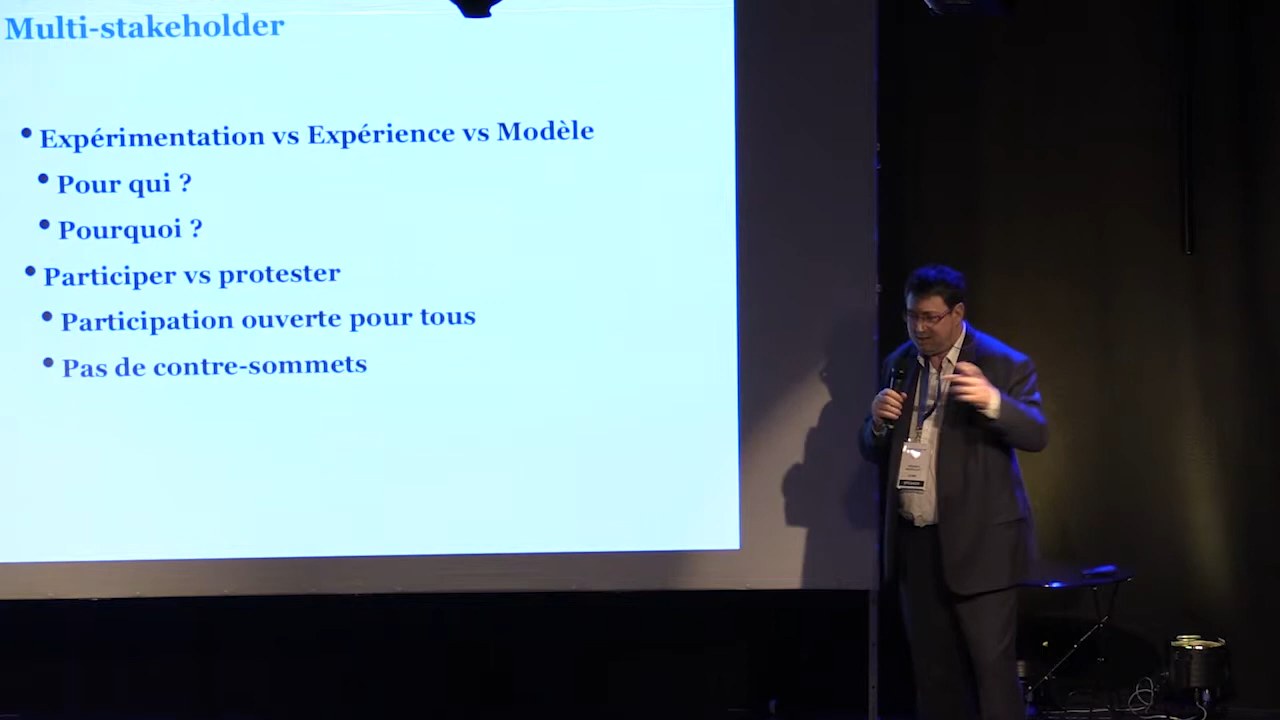 Multi-stakeholder
• Expérimentation vs Expérience vs Modèle
• Pour qui ?
• Pourquoi ?
• Participer vs protester
• Participation ouverte pour tous
• Pas de contre-sommets